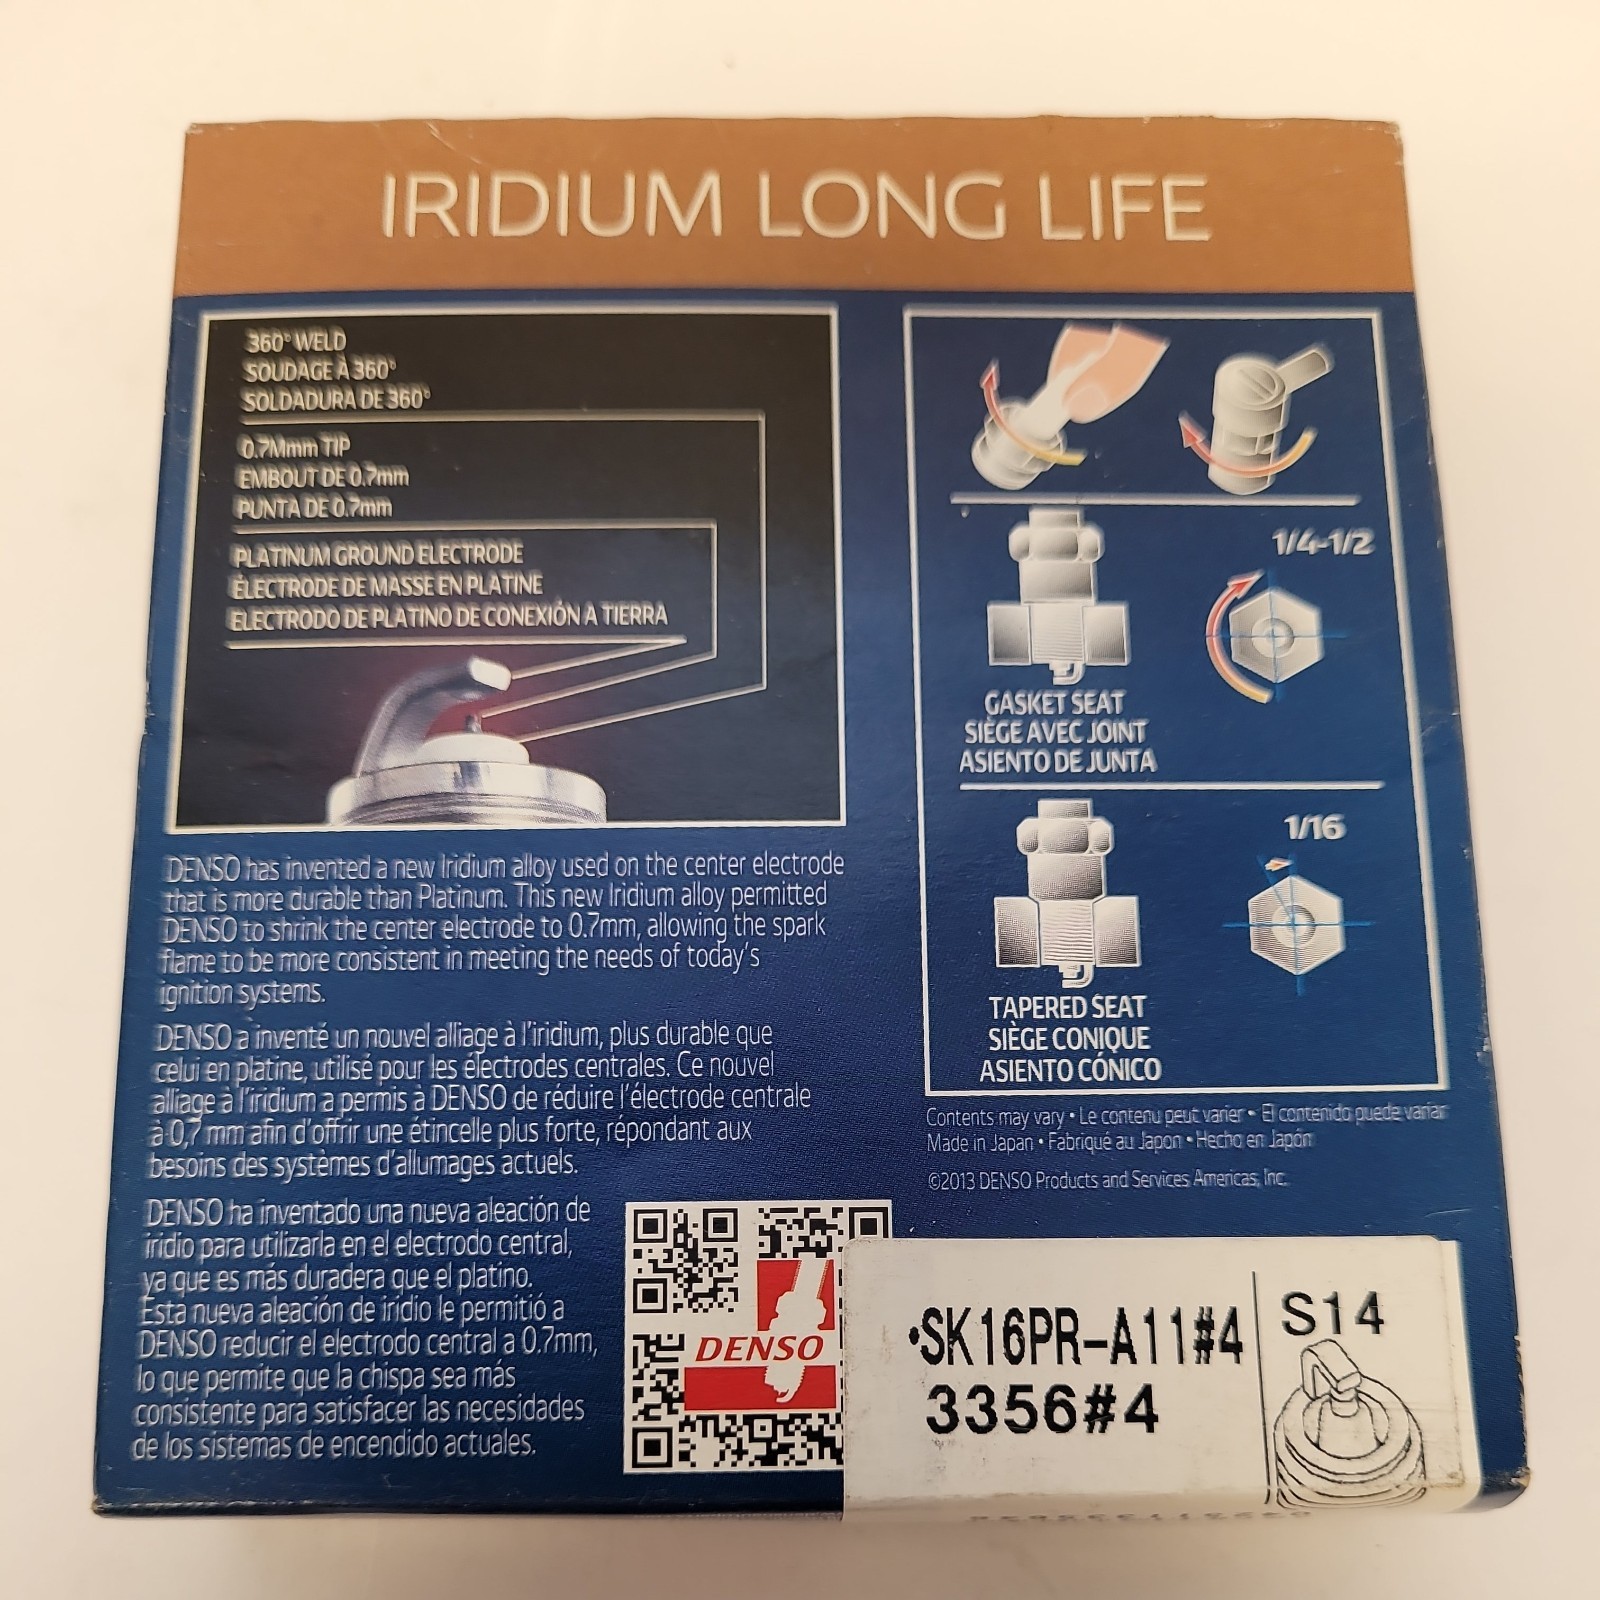 IRIDIUM LONG LIFE
360° WELD
SOUDAGE À 360°
SOLDADURA DE 360°
0.7Mmm TIP
EMBOUT DE 0.7mm
PUNTA DE 0.7mm
PLATINUM GROUND ELECTRODE
ÉLECTRODE DE MASSE EN PLATINE
ELECTRODO DE PLATINO DE CONEXIÓN A TIERRA
DENSO has invented a new Iridium alloy used on the center electrode
that is more durable than Platinum. This new Iridium alloy permitted
DENSO to shrink the center electrode to 0.7mm, allowing the spark
flame to be more consistent in meeting the needs of today's
ignition systems.
DENSO a inventé un nouvel alliage à l'iridium, plus durable que
celui en platine, utilisé pour les électrodes centrales. Ce nouvel
alliage à l'iridium a permis à DENSO de réduire l'électrode centrale
à 0,7 mm afin d'offrir une étincelle plus forte, répondant aux
besoins des systèmes d'allumages actuels.
DENSO ha inventado una nueva aleación de
iridio para utilizarla en el electrodo central,
ya que es más duradera que el platino.
Esta nueva aleación de iridio le permitió a
DENSO reducir el electrodo central a 0.7mm,
lo que permite que la chispa sea más
consistente para satisfacer las necesidades
de los sistemas de encendido actuales.
1/4-1/2
GASKET SEAT
SIÈGE AVEC JOINT
ASIENTO DE JUNTA
1/16
TAPERED SEAT
SIÈGE CONIQUE
ASIENTO CÓNICO
Contents may vary • Le contenu peut varier • El contenido puede variar
Made in Japan • Fabriqué au Japon • Hecho en Japón
©2013 DENSO Products and Services Americas, Inc.
DENSO
•SK16PR-A11#4
3356#4
S14